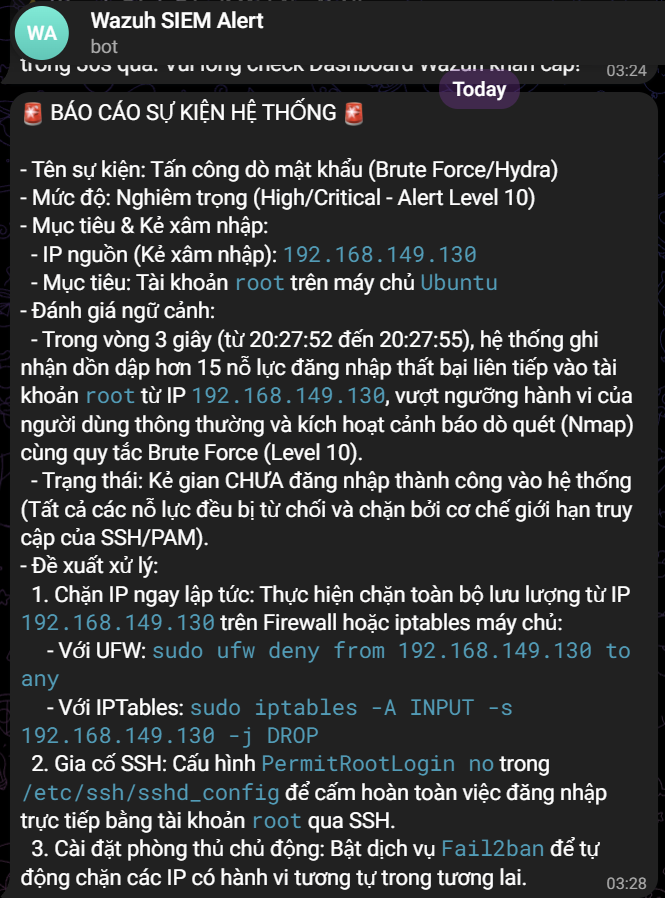 WA
Wazuh SIEM Alert
bot
trong 30s qua. Vui lòng check Dashboard Wazuh khẩn cấp!
03:24
Today
🚨 BÁO CÁO SỰ KIỆN HỆ THỐNG 🚨
- Tên sự kiện: Tấn công dò mật khẩu (Brute Force/Hydra)
- Mức độ: Nghiêm trọng (High/Critical - Alert Level 10)
- Mục tiêu & Kẻ xâm nhập:
- IP nguồn (Kẻ xâm nhập): 192.168.149.130
- Mục tiêu: Tài khoản root trên máy chủ Ubuntu
- Đánh giá ngữ cảnh:
- Trong vòng 3 giây (từ 20:27:52 đến 20:27:55), hệ thống ghi
nhận dồn dập hơn 15 nỗ lực đăng nhập thất bại liên tiếp vào tài
khoản root từ IP 192.168.149.130, vượt ngưỡng hành vi của
người dùng thông thường và kích hoạt cảnh báo dò quét (Nmap)
cùng quy tắc Brute Force (Level 10).
- Trạng thái: Kẻ gian CHƯA đăng nhập thành công vào hệ thống
(Tất cả các nỗ lực đều bị từ chối và chặn bởi cơ chế giới hạn truy
cập của SSH/PAM).
- Đề xuất xử lý:
1. Chặn IP ngay lập tức: Thực hiện chặn toàn bộ lưu lượng từ IP
192.168.149.130 trên Firewall hoặc iptables máy chủ:
- Với UFW: sudo ufw deny from 192.168.149.130 to
any
- Với IPTables: sudo iptables -A INPUT -s
192.168.149.130 -j DROP
2. Gia cố SSH: Cấu hình PermitRootLogin no trong
/etc/ssh/sshd_config để cấm hoàn toàn việc đăng nhập
trực tiếp bằng tài khoản root qua SSH.
3. Cài đặt phòng thủ chủ động: Bật dịch vụ Fail2ban để tự
động chặn các IP có hành vi tương tự trong tương lai.
03:28